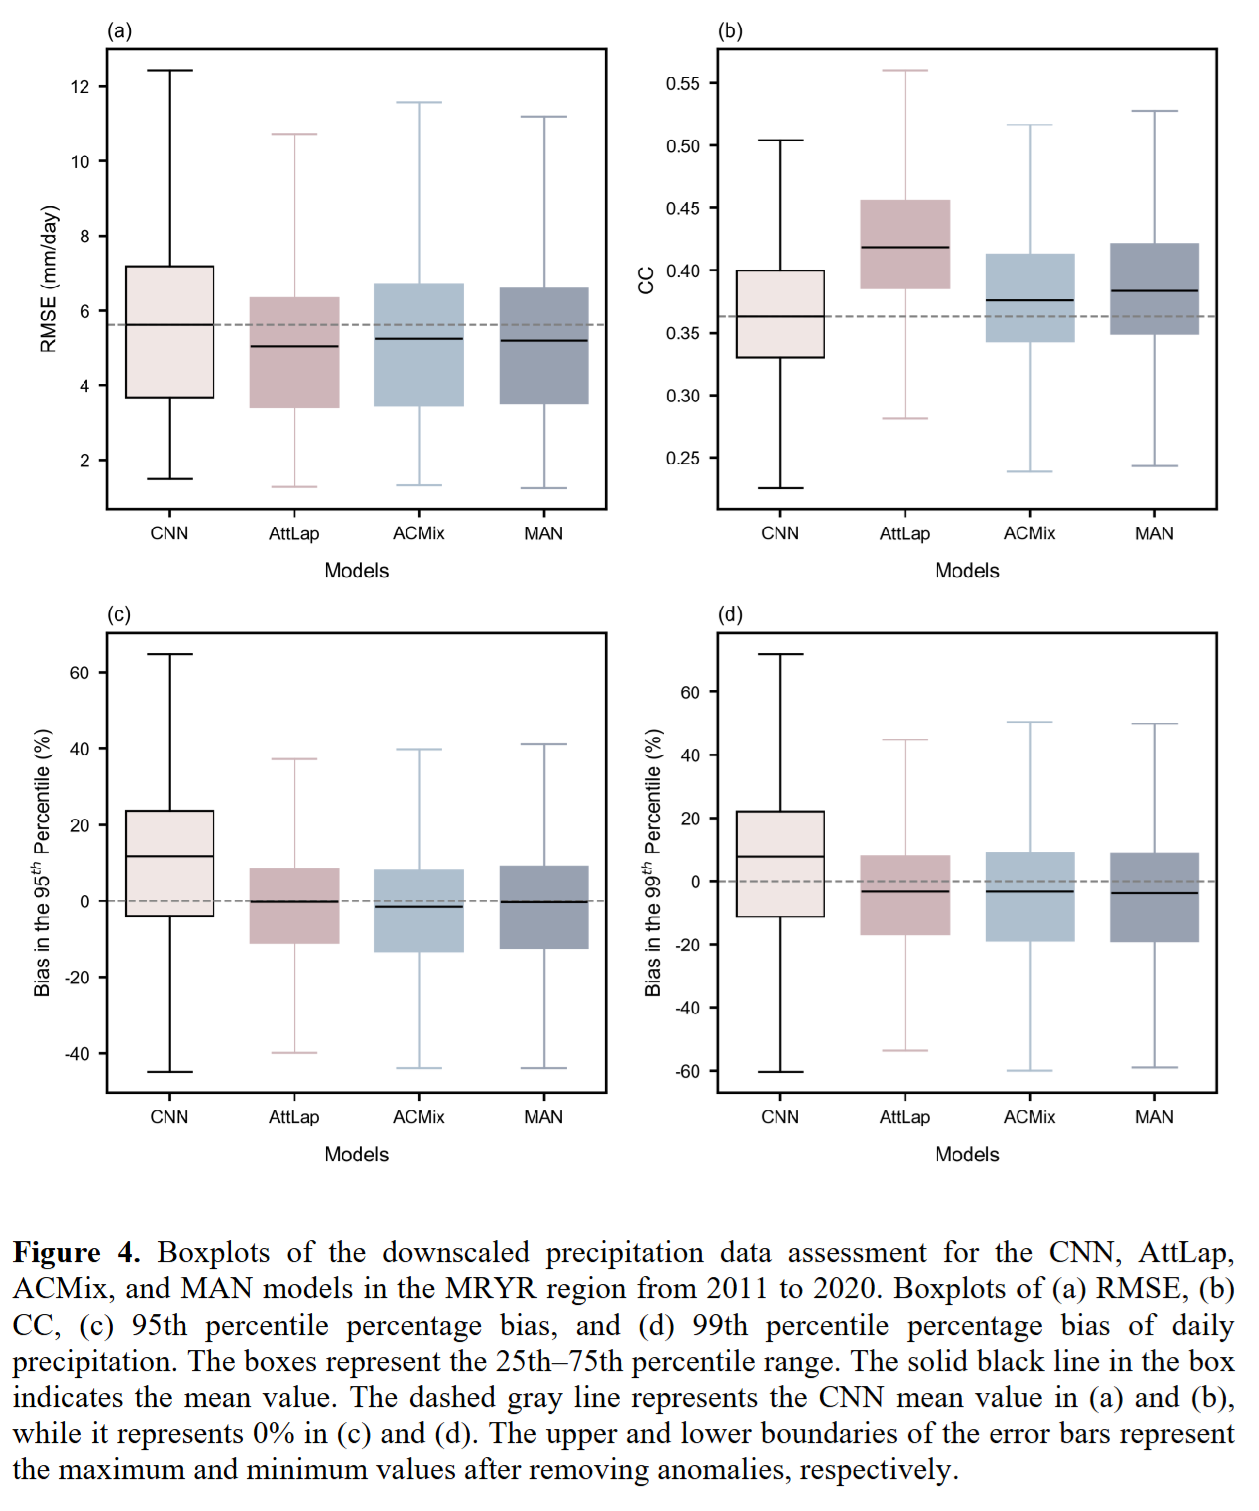 (a)
12
10
8
6
4
2
RMSE (mm/day)
CNN AttLap ACMix MAN
Models
(b)
0.55
0.50
0.45
0.40
0.35
0.30
0.25
CC
CNN AttLap ACMix MAN
Models
(c)
60
40
20
0
-20
-40
Bias in the 95th Percentile (%)
CNN AttLap ACMix MAN
Models
(d)
60
40
20
0
-20
-40
-60
Bias in the 99th Percentile (%)
CNN AttLap ACMix MAN
Models
Figure 4. Boxplots of the downscaled precipitation data assessment for the CNN, AttLap,
ACMix, and MAN models in the MRYR region from 2011 to 2020. Boxplots of (a) RMSE, (b)
CC, (c) 95th percentile percentage bias, and (d) 99th percentile percentage bias of daily
precipitation. The boxes represent the 25th–75th percentile range. The solid black line in the box
indicates the mean value. The dashed gray line represents the CNN mean value in (a) and (b),
while it represents 0% in (c) and (d). The upper and lower boundaries of the error bars represent
the maximum and minimum values after removing anomalies, respectively.